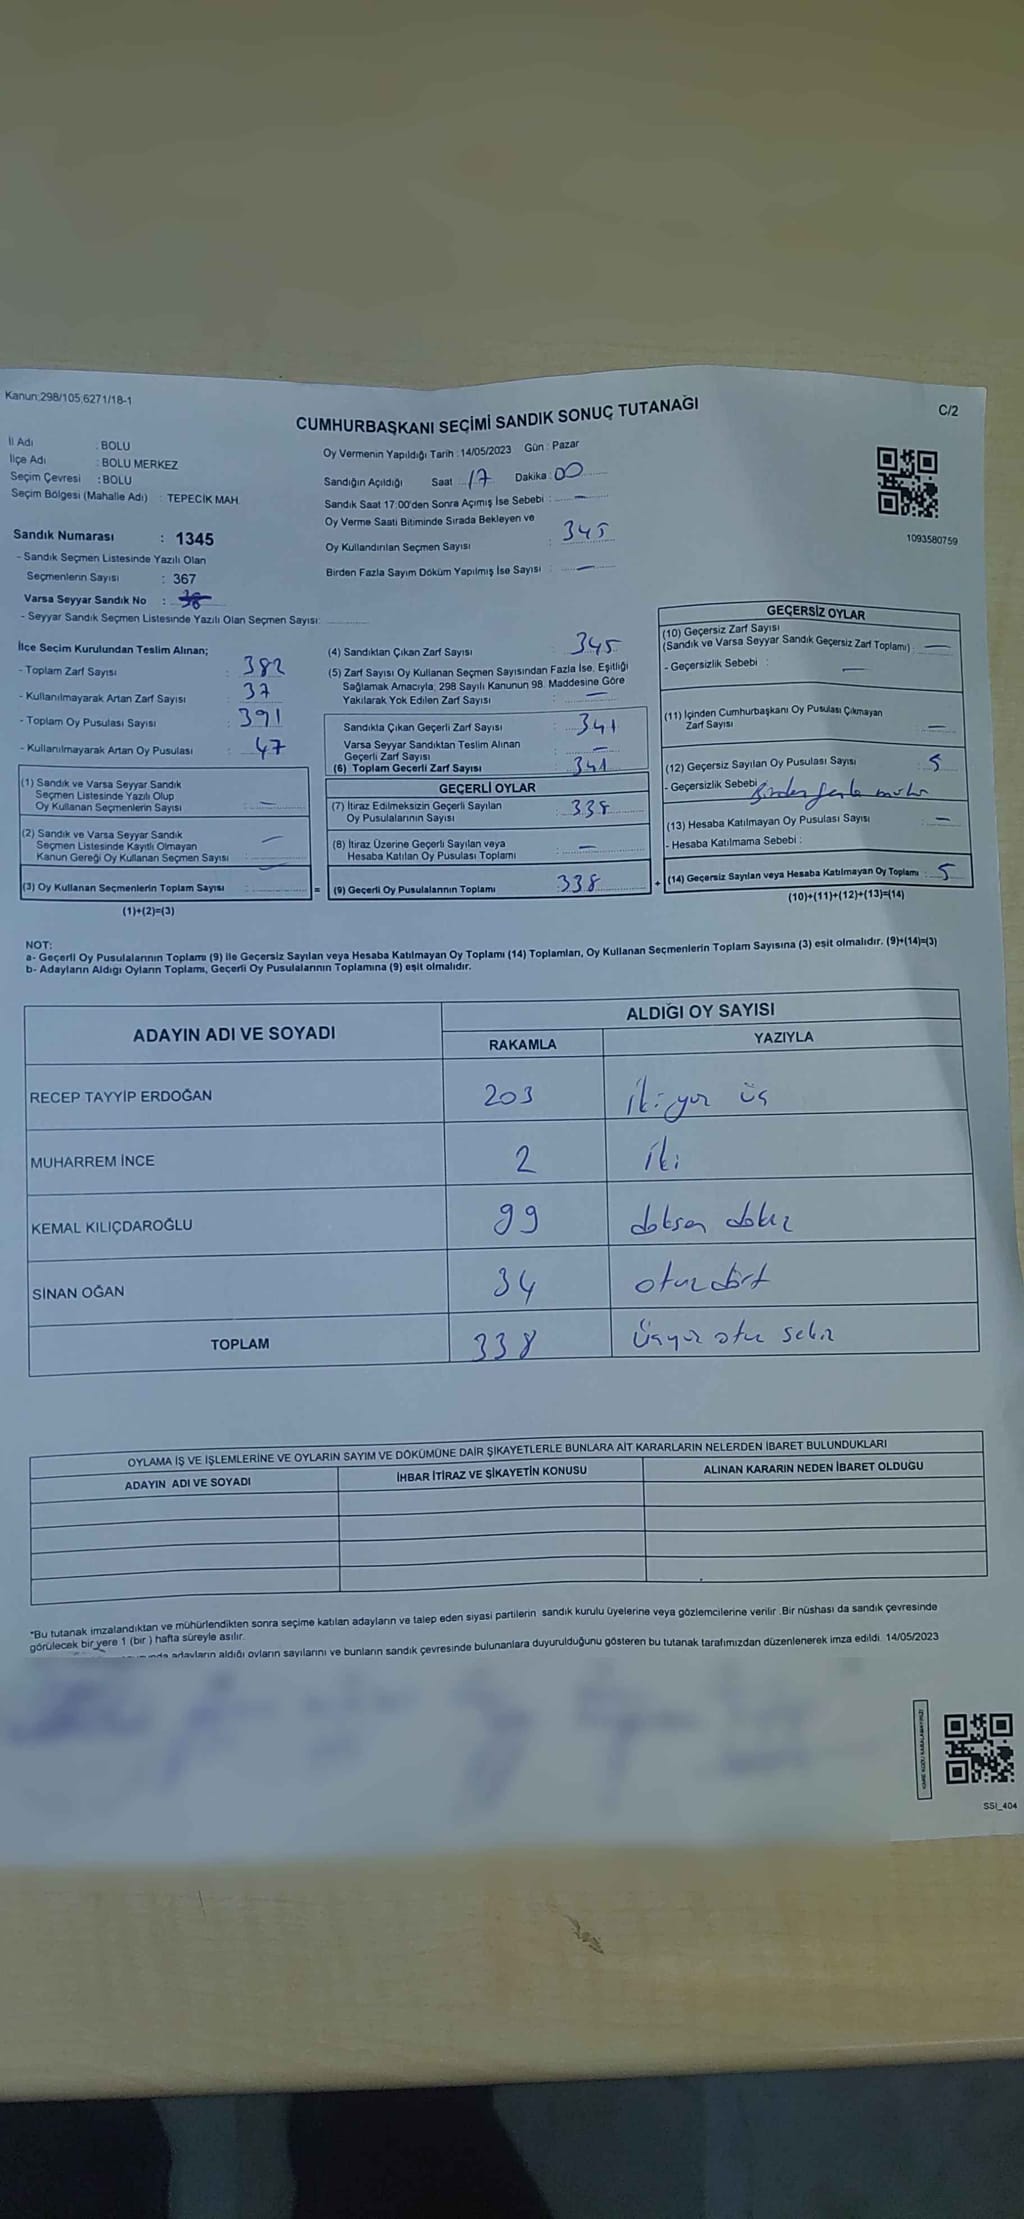 Kanun:298/105;6271/18-1
CUMHURBAŞKANI SEÇİMİ SANDIK SONUÇ TUTANAĞI
C/2
İl Adı : BOLU
İlçe Adı : BOLU MERKEZ
Seçim Çevresi : BOLU
Seçim Bölgesi (Mahalle Adı) : TEPECİK MAH.
Sandık Numarası : 1345
- Sandık Seçmen Listesinde Yazılı Olan
Seçmenlerin Sayısı : 367
Varsa Seyyar Sandık No :
- Seyyar Sandık Seçmen Listesinde Yazılı Olan Seçmen Sayısı:
Oy Vermenin Yapıldığı Tarih : 14/05/2023 Gün : Pazar
Sandığın Açıldığı Saat 17 Dakika : 00
Sandık Saat 17:00'den Sonra Açımış İse Sebebi : —
Oy Verme Saati Bitiminde Sırada Bekleyen ve
Oy Kullandırılan Seçmen Sayısı : 345
Birden Fazla Sayım Döküm Yapılmış İse Sayısı : —
1093580759
İlçe Seçim Kurulundan Teslim Alınan;
- Toplam Zarf Sayısı : 382
- Kullanılmayarak Artan Zarf Sayısı : 37
- Toplam Oy Pusulası Sayısı : 391
- Kullanılmayarak Artan Oy Pusulası : 47
(1) Sandık ve Varsa Seyyar Sandık
Seçmen Listesinde Yazılı Olup
Oy Kullanan Seçmenlerin Sayısı : —
(2) Sandık ve Varsa Seyyar Sandık
Seçmen Listesinde Kayıtlı Olmayan
Kanun Gereği Oy Kullanan Seçmen Sayısı : —
(3) Oy Kullanan Seçmenlerin Toplam Sayısı : =
(1)+(2)=(3)
(4) Sandıktan Çıkan Zarf Sayısı : 345
(5) Zarf Sayısı Oy Kullanan Seçmen Sayısından Fazla İse, Eşitliği
Sağlamak Amacıyla, 298 Sayılı Kanunun 98. Maddesine Göre
Yakılarak Yok Edilen Zarf Sayısı : —
Sandıkta Çıkan Geçerli Zarf Sayısı : 341
Varsa Seyyar Sandıktan Teslim Alınan
Geçerli Zarf Sayısı : —
(6) Toplam Geçerli Zarf Sayısı : 341
GEÇERLİ OYLAR
(7) İtiraz Edilmeksizin Geçerli Sayılan
Oy Pusulalarının Sayısı : 338
(8) İtiraz Üzerine Geçerli Sayılan veya
Hesaba Katılan Oy Pusulası Toplamı : —
(9) Geçerli Oy Pusulalarının Toplamı : 338 +
GEÇERSİZ OYLAR
(10) Geçersiz Zarf Sayısı
(Sandık ve Varsa Seyyar Sandık Geçersiz Zarf Toplamı) : —
- Geçersizlik Sebebi : —
(11) İçinden Cumhurbaşkanı Oy Pusulası Çıkmayan
Zarf Sayısı : —
(12) Geçersiz Sayılan Oy Pusulası Sayısı : 5
- Geçersizlik Sebebi : Birden fazla mühür
(13) Hesaba Katılmayan Oy Pusulası Sayısı : —
- Hesaba Katılmama Sebebi :
(14) Geçersiz Sayılan veya Hesaba Katılmayan Oy Toplamı : 5
(10)+(11)+(12)+(13)=(14)
NOT:
a- Geçerli Oy Pusulalarının Toplamı (9) ile Geçersiz Sayılan veya Hesaba Katılmayan Oy Toplamı (14) Toplamları, Oy Kullanan Seçmenlerin Toplam Sayısına (3) eşit olmalıdır. (9)+(14)=(3)
b- Adayların Aldığı Oyların Toplamı, Geçerli Oy Pusulalarının Toplamına (9) eşit olmalıdır.
ADAYIN ADI VE SOYADI
ALDIĞI OY SAYISI
RAKAMLA YAZIYLA
RECEP TAYYİP ERDOĞAN 203 ikiyüz üç
MUHARREM İNCE 2 iki
KEMAL KILIÇDAROĞLU 99 doksan dokuz
SİNAN OĞAN 34 otuz dört
TOPLAM 338 üçyüz otuz sekiz
OYLAMA İŞ VE İŞLEMLERİNE VE OYLARIN SAYIM VE DÖKÜMÜNE DAİR ŞİKAYETLERLE BUNLARA AİT KARARLARIN NELERDEN İBARET BULUNDUKLARI
ADAYIN ADI VE SOYADI İHBAR İTİRAZ VE ŞİKAYETİN KONUSU ALINAN KARARIN NEDEN İBARET OLDUĞU
*Bu tutanak imzalandıktan ve mühürlendikten sonra seçime katılan adayların ve talep eden siyasi partilerin sandık kurulu üyelerine veya gözlemcilerine verilir. Bir nüshası da sandık çevresinde
görülecek bir yere 1 (bir) hafta süreyle asılır.
adayların aldığı oyların sayılarını ve bunların sandık çevresinde bulunanlara duyurulduğunu gösteren bu tutanak tarafımızdan düzenlenerek imza edildi. 14/05/2023
SSİ_404